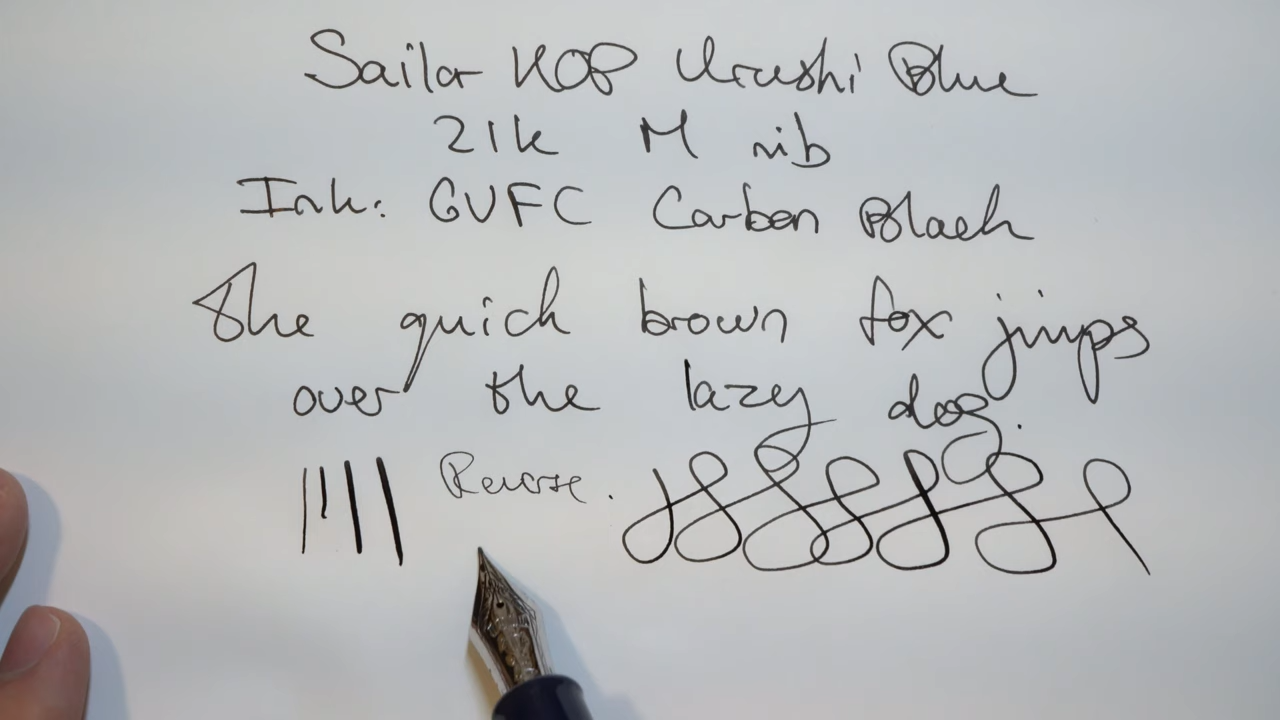 Sailor KOP Urushi Blue
21k M nib
Ink: GVFC Carbon Black
The quick brown fox jumps
over the lazy dog.
Reverse.